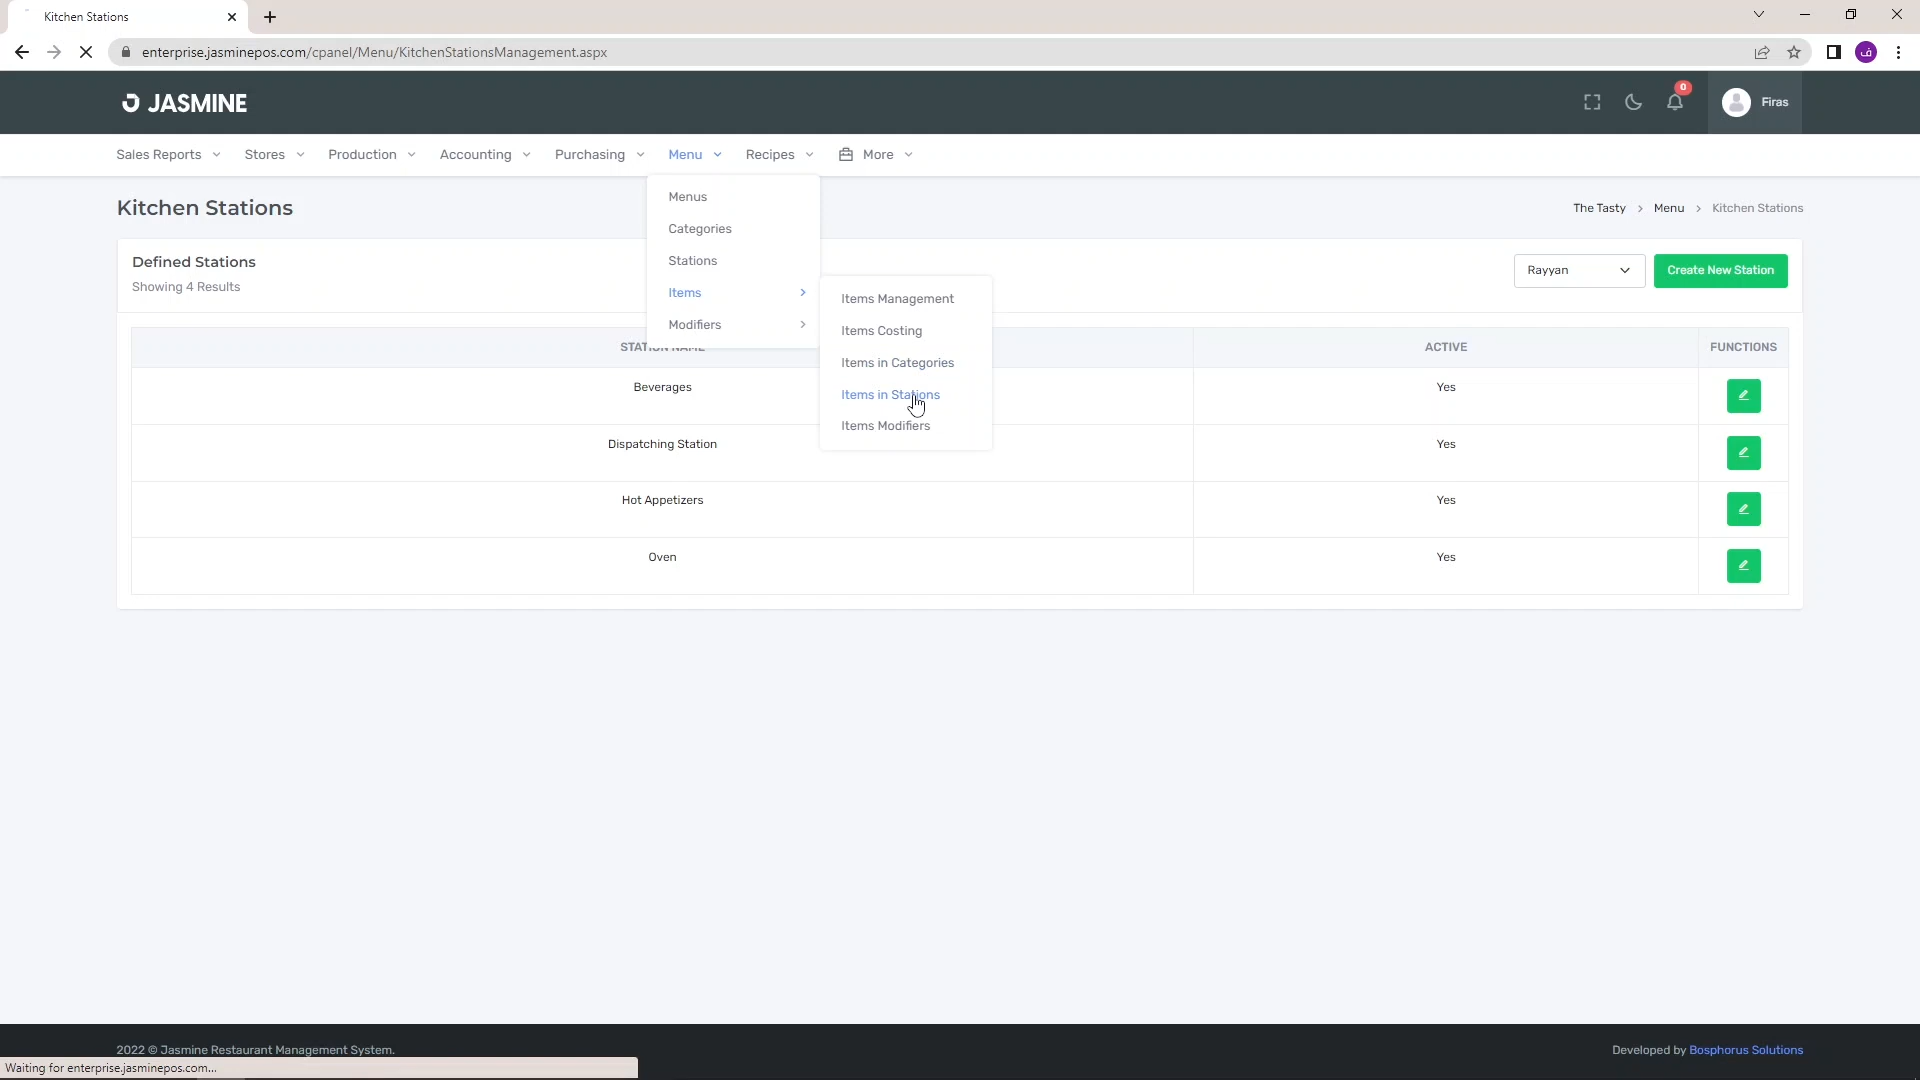 Kitchen Stations
enterprise.jasminepos.com/cpanel/Menu/KitchenStationsManagement.aspx
ف
JASMINE
0
Firas
Sales Reports Stores Production Accounting Purchasing Menu Recipes More
Menus
Categories
Stations
Items
Modifiers
Items Management
Items Costing
Items in Categories
Items in Stations
Items Modifiers
Kitchen Stations
The Tasty > Menu > Kitchen Stations
Defined Stations
Showing 4 Results
Rayyan
Create New Station
STATION NAME ACTIVE FUNCTIONS
Beverages Yes
Dispatching Station Yes
Hot Appetizers Yes
Oven Yes
2022 © Jasmine Restaurant Management System.
Developed by Bosphorus Solutions
Waiting for enterprise.jasminepos.com...